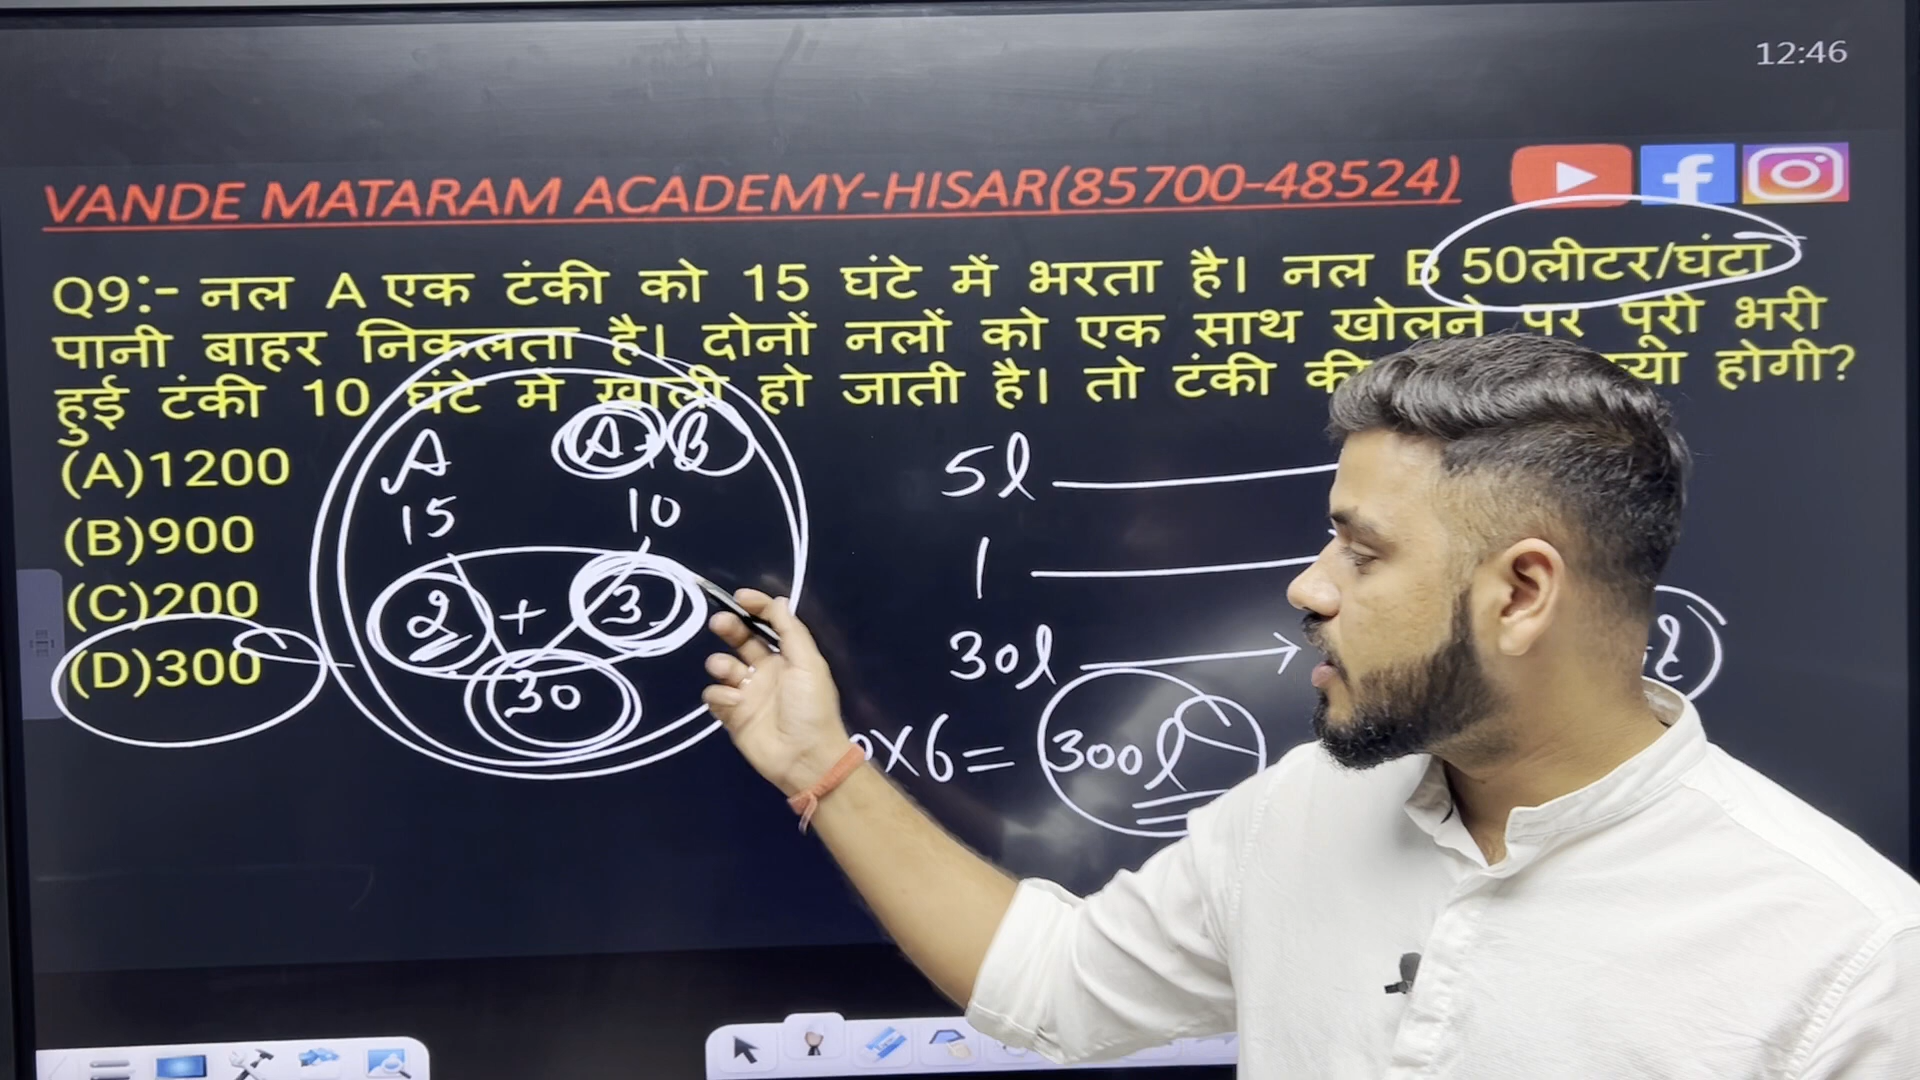 12:46
VANDE MATARAM ACADEMY-HISAR(85700-48524)
Q9:- नल A एक टंकी को 15 घंटे में भरता है। नल B 50लीटर/घंटा
पानी बाहर निकलता है। दोनों नलों को एक साथ खोलने पर पूरी भरी
हुई टंकी 10 घंटे में खाली हो जाती है। तो टंकी की होगी?
(A)1200
(B)900
(C)200
(D)300
A A+B
15 10
2 + 3
30
5l
1
30l
x6= 300l